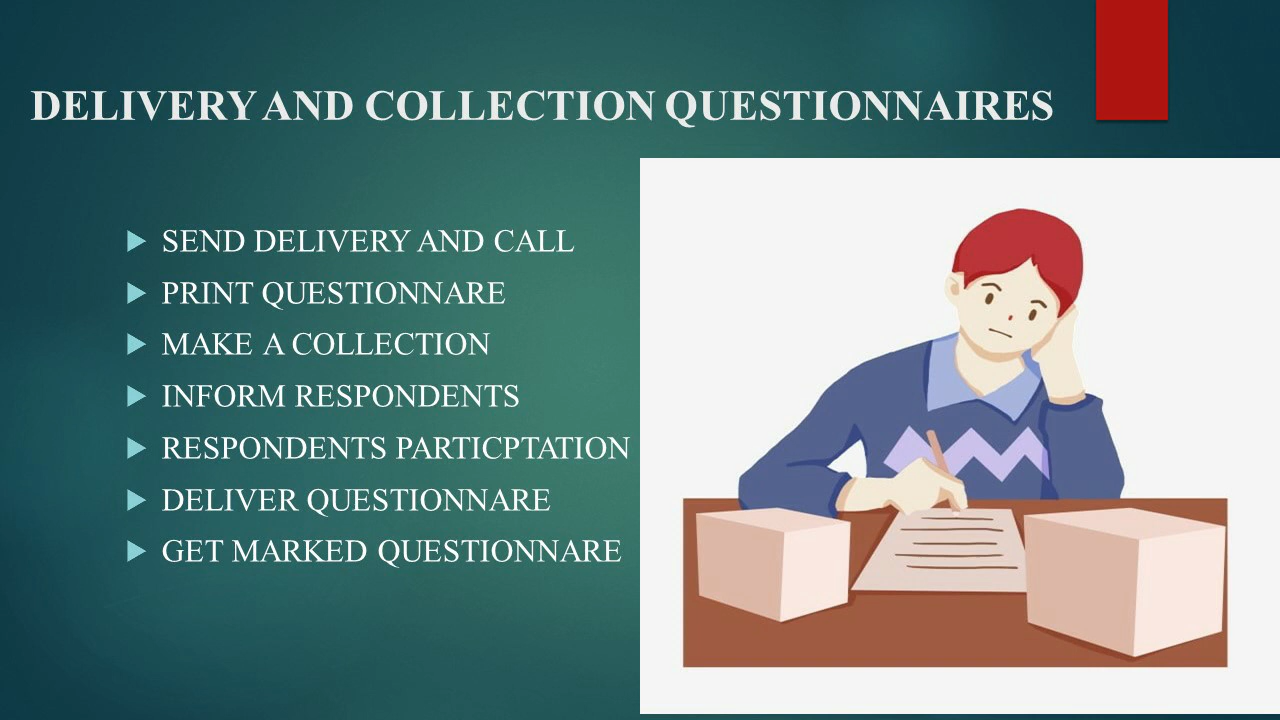 DELIVERY AND COLLECTION QUESTIONNAIRES
SEND DELIVERY AND CALL
PRINT QUESTIONNARE
MAKE A COLLECTION
INFORM RESPONDENTS
RESPONDENTS PARTICPTATION
DELIVER QUESTIONNARE
GET MARKED QUESTIONNARE